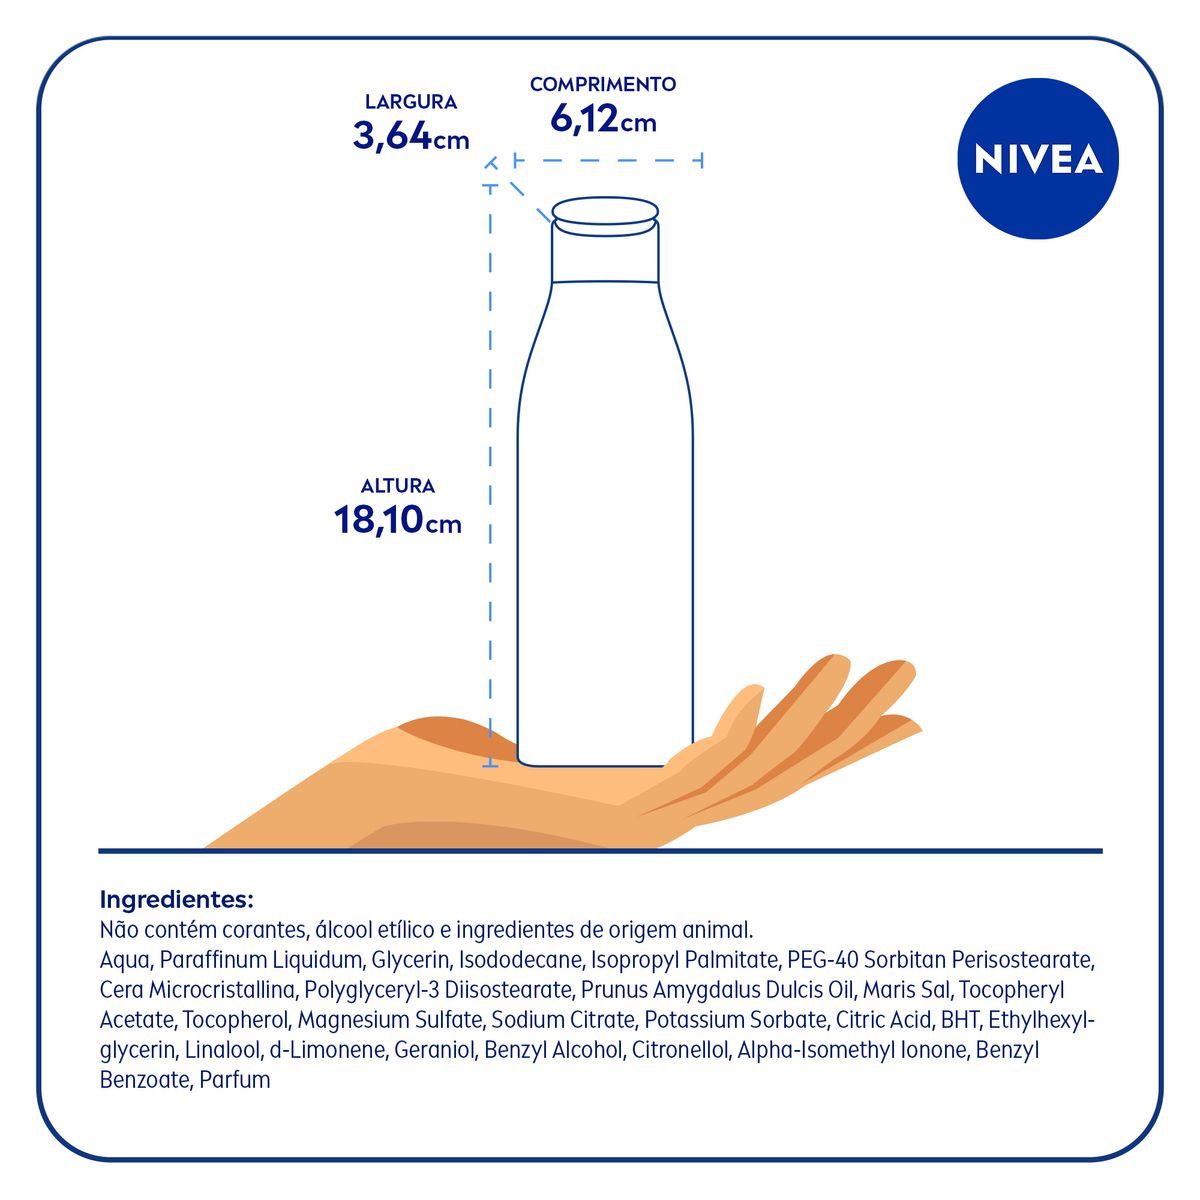 COMPRIMENTO
6,12cm
LARGURA
3,64cm
NIVEA
ALTURA
18,10cm
Ingredientes:
Não contém corantes, álcool etílico e ingredientes de origem animal.
Aqua, Paraffinum Liquidum, Glycerin, Isododecane, Isopropyl Palmitate, PEG-40 Sorbitan Perisostearate,
Cera Microcristallina, Polyglyceryl-3 Diisostearate, Prunus Amygdalus Dulcis Oil, Maris Sal, Tocopheryl
Acetate, Tocopherol, Magnesium Sulfate, Sodium Citrate, Potassium Sorbate, Citric Acid, BHT, Ethylhexyl-
glycerin, Linalool, d-Limonene, Geraniol, Benzyl Alcohol, Citronellol, Alpha-Isomethyl Ionone, Benzyl
Benzoate, Parfum